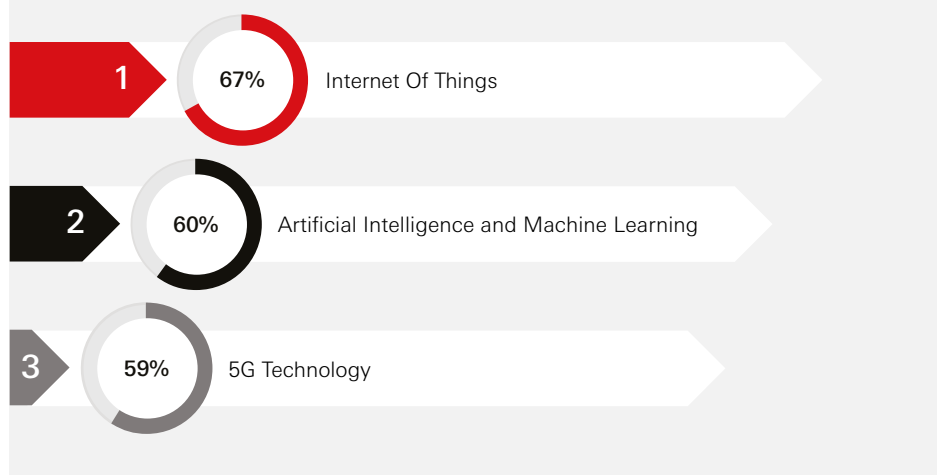 1 67% Internet Of Things
2 60% Artificial Intelligence and Machine Learning
3 59% 5G Technology